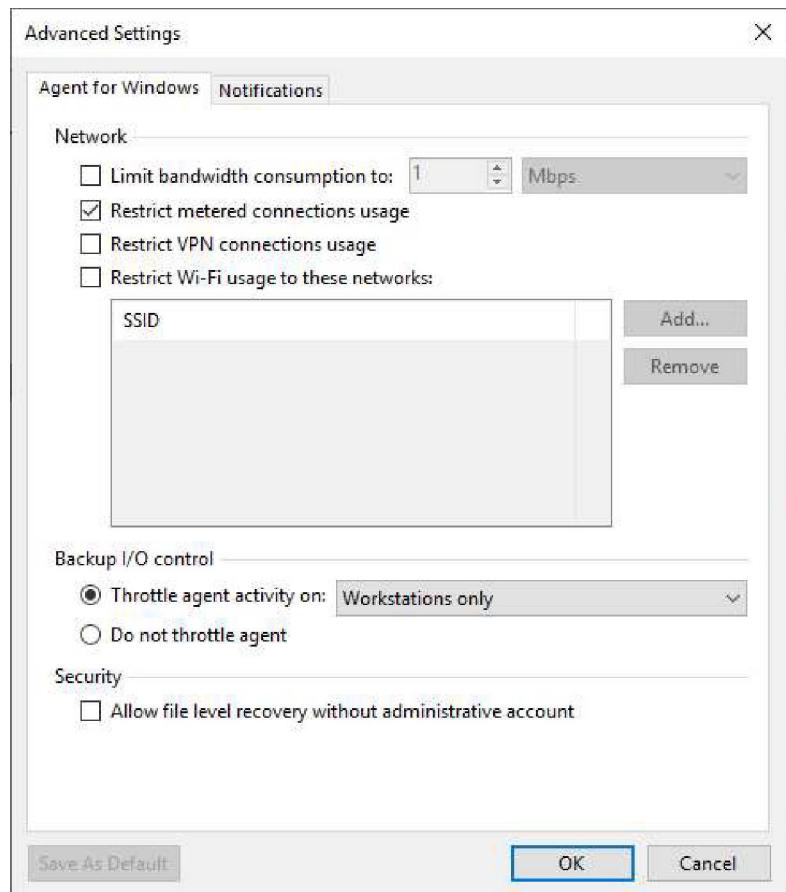 Advanced Settings
Agent for Windows Notifications
Network
Limit bandwidth consumption to: 1 Mbps
Restrict metered connections usage
Restrict VPN connections usage
Restrict Wi-Fi usage to these networks:
SSID
Add...
Remove
Backup I/O control
Throttle agent activity on: Workstations only
Do not throttle agent
Security
Allow file level recovery without administrative account
Save As Default OK Cancel